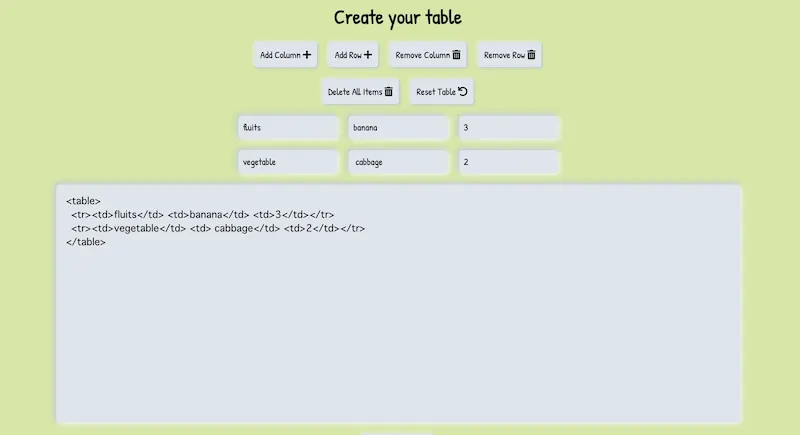 Create your table
Add Column Add Row Remove Column Remove Row
Delete All Items Reset Table
fluits banana 3
vegetable cabbage 2
<table>
<tr><td>fluits</td> <td>banana</td> <td>3</td></tr>
<tr><td>vegetable</td> <td> cabbage</td> <td>2</td></tr>
</table>